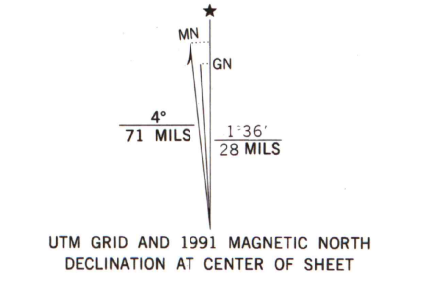 ★
MN
GN
4°
71 MILS
1°36′
28 MILS
UTM GRID AND 1991 MAGNETIC NORTH
DECLINATION AT CENTER OF SHEET